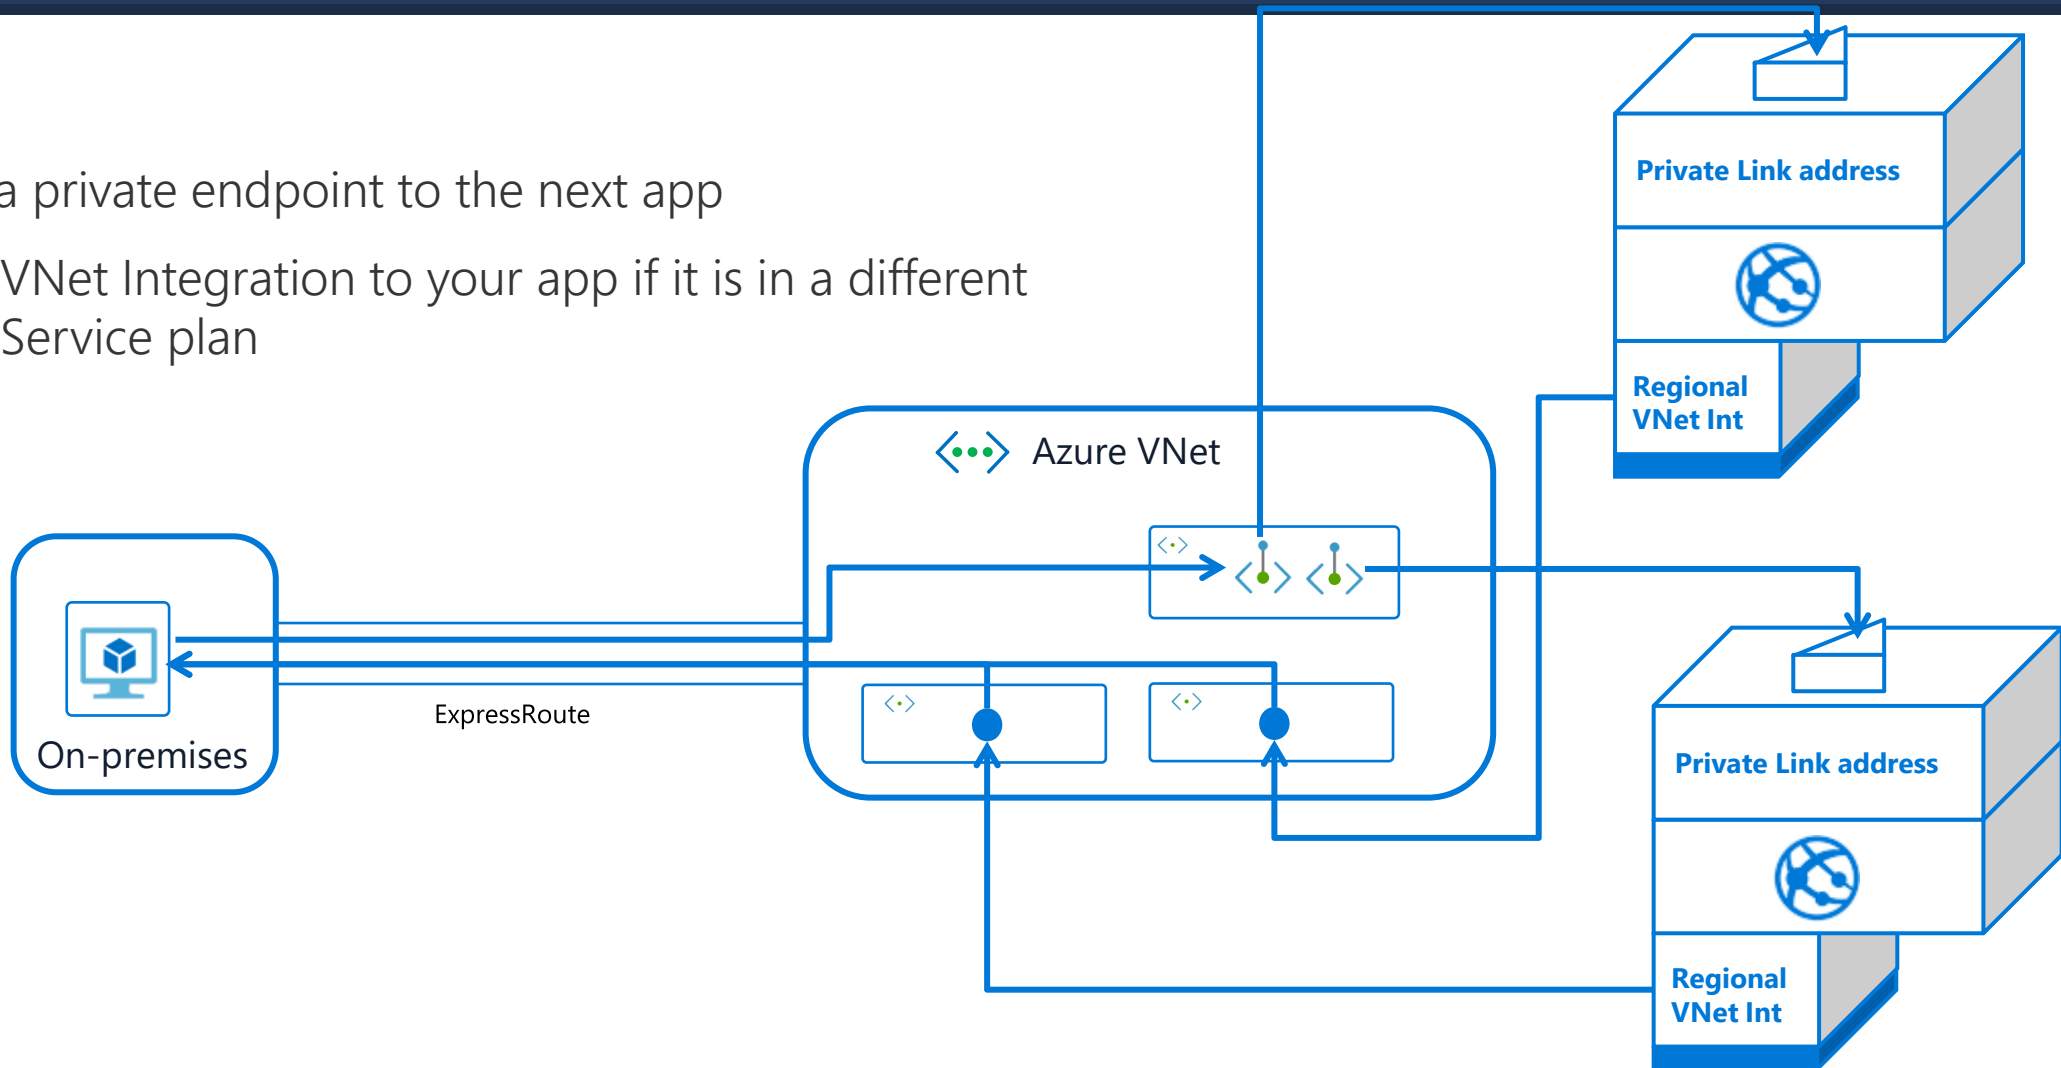 a private endpoint to the next app
VNet Integration to your app if it is in a different
Service plan
Private Link address
Regional
VNet Int
Azure VNet
On-premises
ExpressRoute
Private Link address
Regional
VNet Int